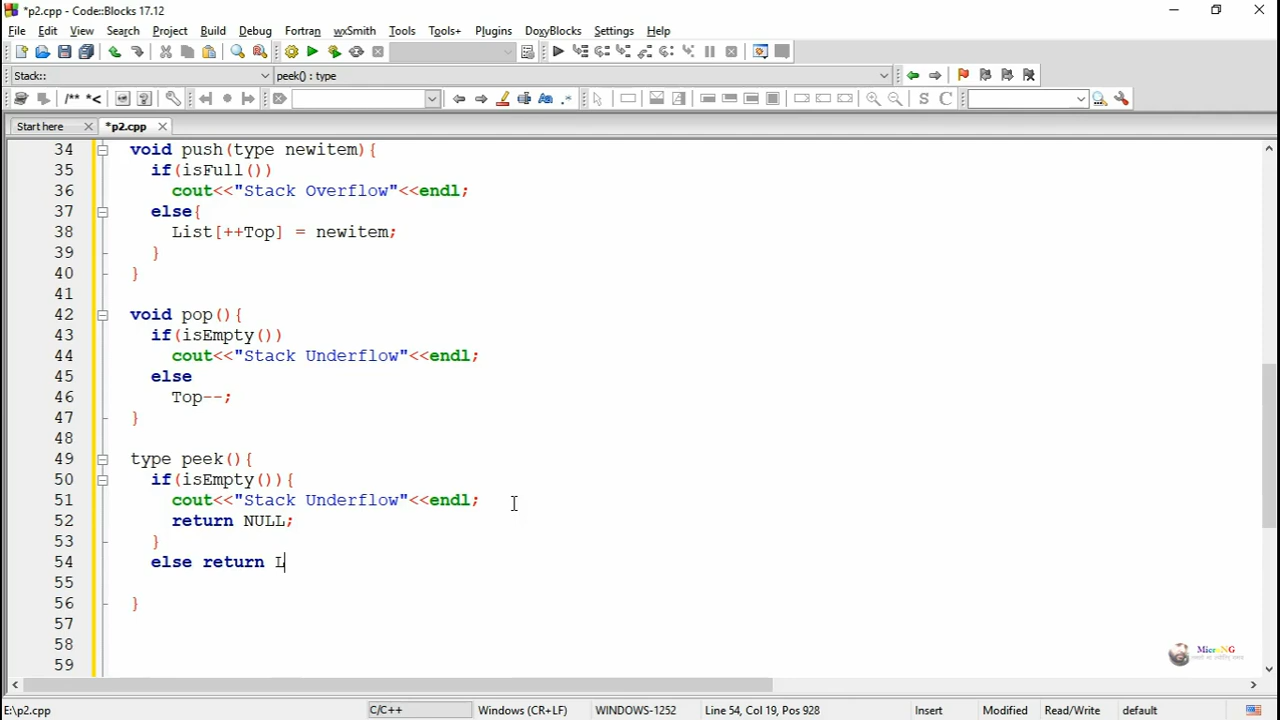 *p2.cpp - Code::Blocks 17.12
File Edit View Search Project Build Debug Fortran wxSmith Tools Tools+ Plugins DoxyBlocks Settings Help
Stack:: peek() : type
/** *<
S C
Start here *p2.cpp
34 void push(type newitem){
35 if(isFull())
36 cout<<"Stack Overflow"<<endl;
37 else{
38 List[++Top] = newitem;
39 }
40 }
41
42 void pop(){
43 if(isEmpty())
44 cout<<"Stack Underflow"<<endl;
45 else
46 Top--;
47 }
48
49 type peek(){
50 if(isEmpty()){
51 cout<<"Stack Underflow"<<endl;
52 return NULL;
53 }
54 else return L
55
56 }
57
58
59
MicroNG
E:\p2.cpp C/C++ Windows (CR+LF) WINDOWS-1252 Line 54, Col 19, Pos 928 Insert Modified Read/Write default